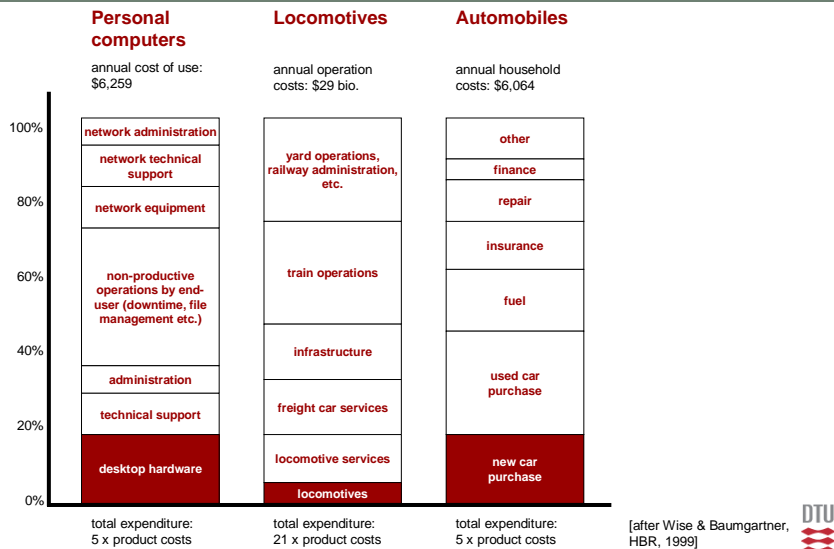 Personal
computers
annual cost of use:
$6,259
Locomotives
annual operation
costs: $29 bio.
Automobiles
annual household
costs: $6,064
100%
80%
60%
40%
20%
0%
network administration
network technical
support
network equipment
non-productive
operations by end-
user (downtime, file
management etc.)
administration
technical support
desktop hardware
yard operations,
railway administration,
etc.
train operations
infrastructure
freight car services
locomotive services
locomotives
other
finance
repair
insurance
fuel
used car
purchase
new car
purchase
total expenditure:
5 x product costs
total expenditure:
21 x product costs
total expenditure:
5 x product costs
[after Wise & Baumgartner,
HBR, 1999]
DTU